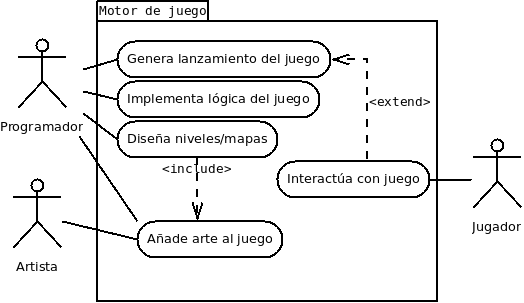 Motor de juego
Genera lanzamiento del juego
Implementa lógica del juego
<extend>
Programador
Diseña niveles/mapas
<include>
Interactúa con juego
Jugador
Añade arte al juego
Artista